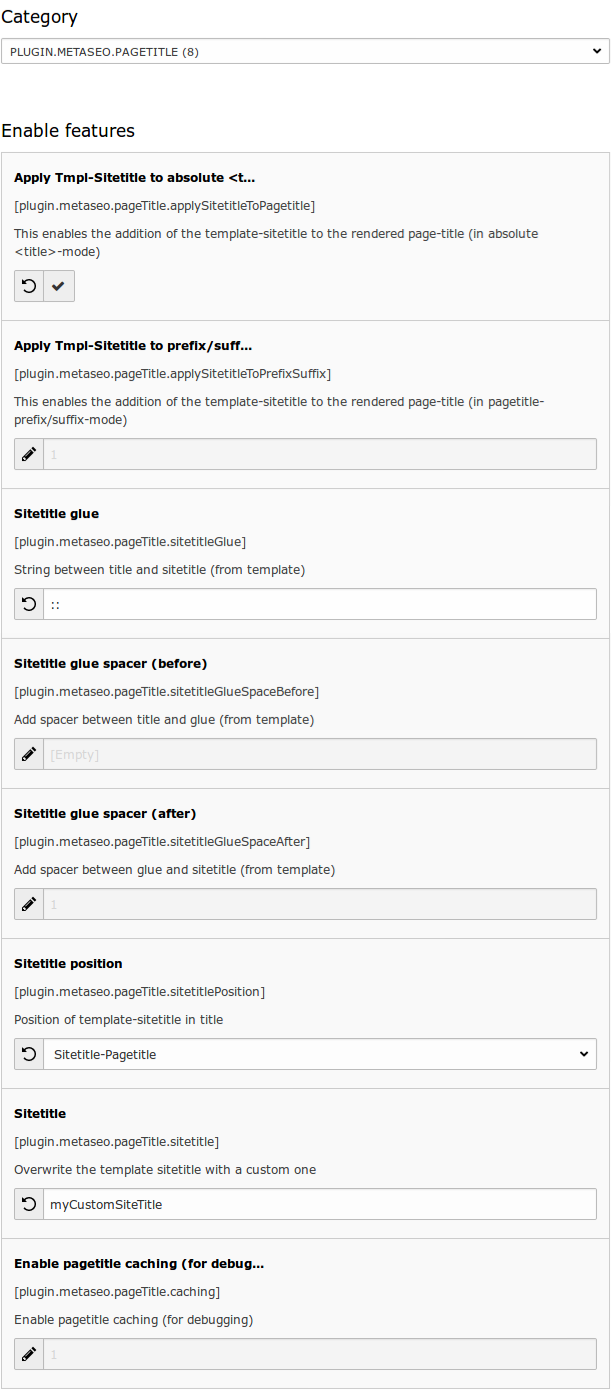 Category
PLUGIN.METASEO.PAGETITLE (8)
Enable features
Apply Tmpl-Sitetitle to absolute <t...
[plugin.metaseo.pageTitle.applySitetitleToPagetitle]
This enables the addition of the template-sitetitle to the rendered page-title (in absolute
<title>-mode)
Apply Tmpl-Sitetitle to prefix/suff...
[plugin.metaseo.pageTitle.applySitetitleToPrefixSuffix]
This enables the addition of the template-sitetitle to the rendered page-title (in pagetitle-
prefix/suffix-mode)
1
Sitetitle glue
[plugin.metaseo.pageTitle.sitetitleGlue]
String between title and sitetitle (from template)
::
Sitetitle glue spacer (before)
[plugin.metaseo.pageTitle.sitetitleGlueSpaceBefore]
Add spacer between title and glue (from template)
[Empty]
Sitetitle glue spacer (after)
[plugin.metaseo.pageTitle.sitetitleGlueSpaceAfter]
Add spacer between glue and sitetitle (from template)
1
Sitetitle position
[plugin.metaseo.pageTitle.sitetitlePosition]
Position of template-sitetitle in title
Sitetitle-Pagetitle
Sitetitle
[plugin.metaseo.pageTitle.sitetitle]
Overwrite the template sitetitle with a custom one
myCustomSiteTitle
Enable pagetitle caching (for debug...
[plugin.metaseo.pageTitle.caching]
Enable pagetitle caching (for debugging)
1